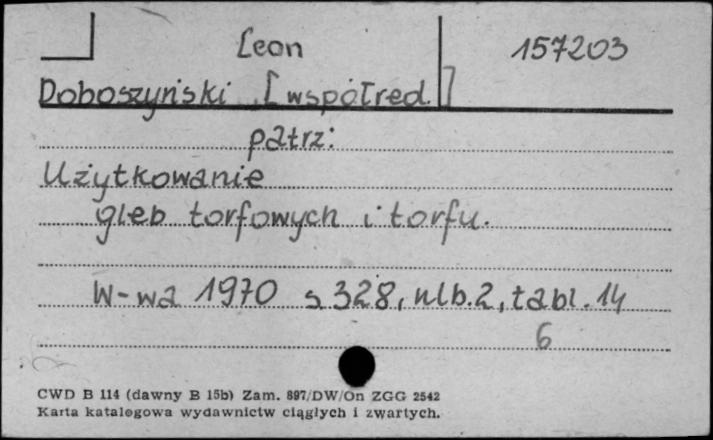 Leon 157203
Doboszyński [współred.]
patrz:
Użytkowanie
gleb torfowych i torfu.
W-wa 1970 s 328, nlb. 2, tabl. 14
6
CWD B 114 (dawny B 15b) Zam. 897/DW/On ZGG 2542
Karta katalogowa wydawnictw ciągłych i zwartych.